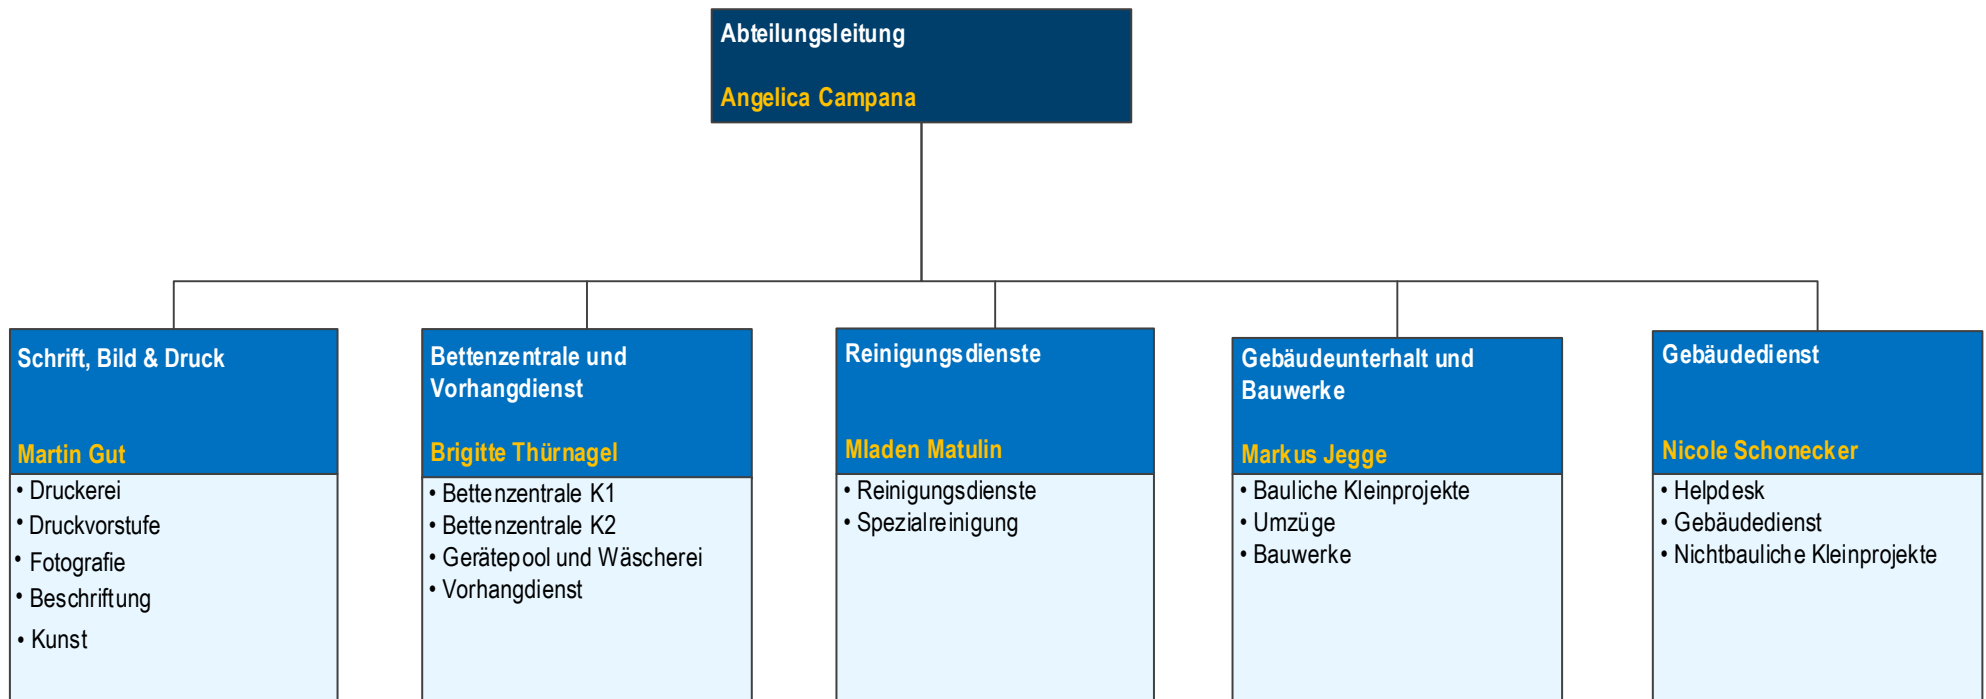 Abteilungsleitung
Angelica Campana
Schrift, Bild & Druck
Martin Gut
• Druckerei
• Druckvorstufe
• Fotografie
• Beschriftung
• Kunst
Bettenzentrale und
Vorhangdienst
Brigitte Thürnagel
• Bettenzentrale K1
• Bettenzentrale K2
• Gerätepool und Wäscherei
• Vorhangdienst
Reinigungsdienste
Mladen Matulin
• Reinigungsdienste
• Spezialreinigung
Gebäudeunterhalt und
Bauwerke
Markus Jegge
• Bauliche Kleinprojekte
• Umzüge
• Bauwerke
Gebäudedienst
Nicole Schonecker
• Helpdesk
• Gebäudedienst
• Nichtbauliche Kleinprojekte